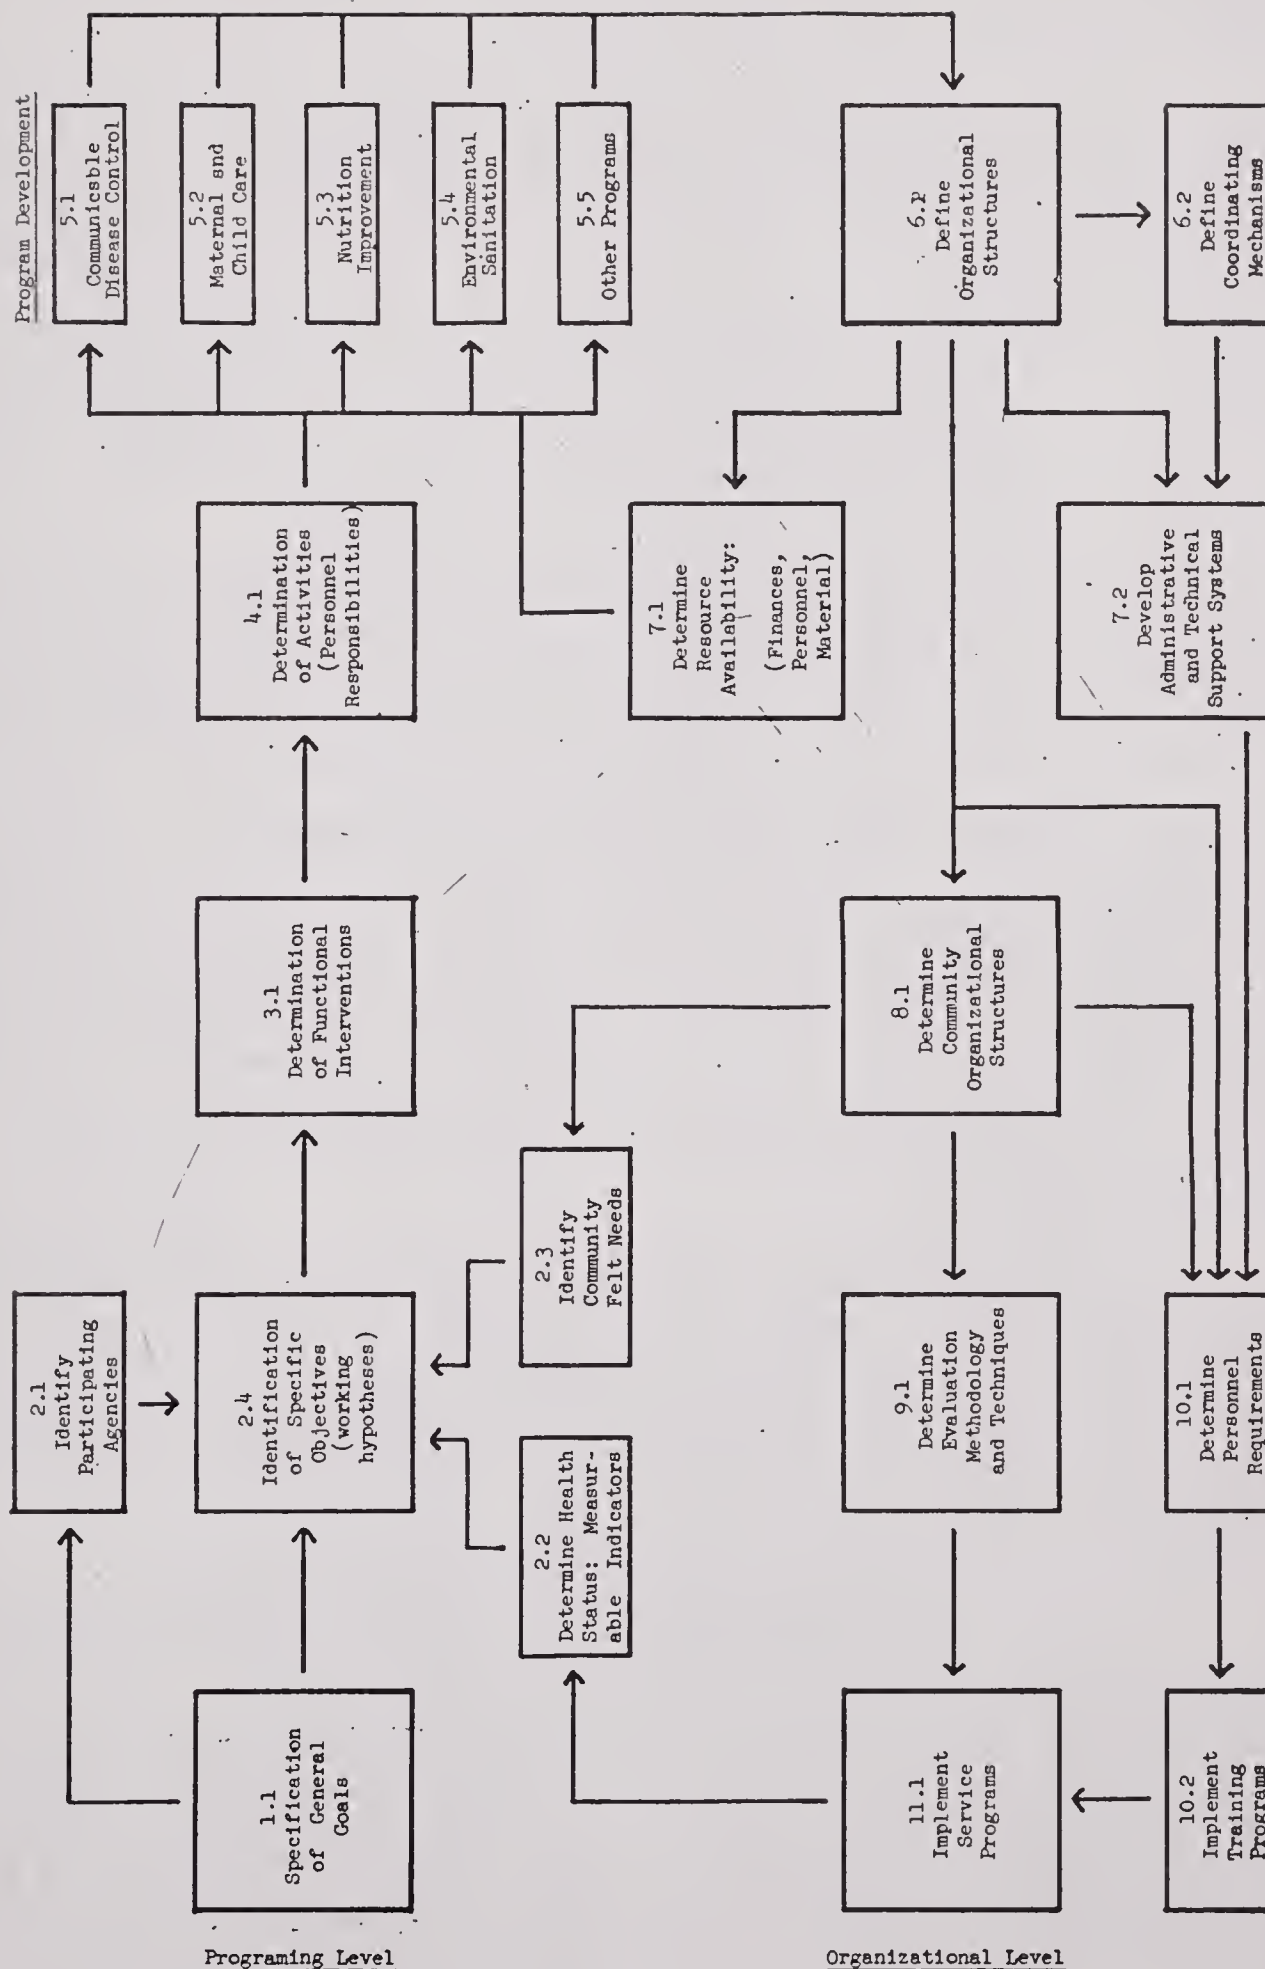 Programing Level
1.1
Specification
of General
Goals
2.1
Identify
Participating
Agencies
2.4
Identification
of Specific
Objectives
(working
hypotheses)
2.2
Determine Health
Status: Measur-
able Indicators
2.3
Identify
Community
Felt Needs
3.1
Determination
of Functional
Interventions
4.1
Determination
of Activities
(Personnel
Responsibilities)
Program Development
5.1
Communicsble
Disease Control
5.2
Maternal snd
Child Care
5.3
Nutrition
Improvement
5.4
Environmental
Sanitation
5.5
Other Programs
Organizational Level
11.1
Implement
Service
Programs
9.1
Determine
Evaluation
Methodology
and Techniques
8.1
Determine
Community
Organizational
Structures
7.1
Determine
Resource
Availability:
(Finances,
Personnel,
Material)
6.P
Define
Organizational
Structures
10.2
Implement
Training
Programs
10.1
Determine
Personnel
Requirements
7.2
Develop
Administrative
and Technical
Support Systems
6.2
Define
Coordinating
Mechanisms